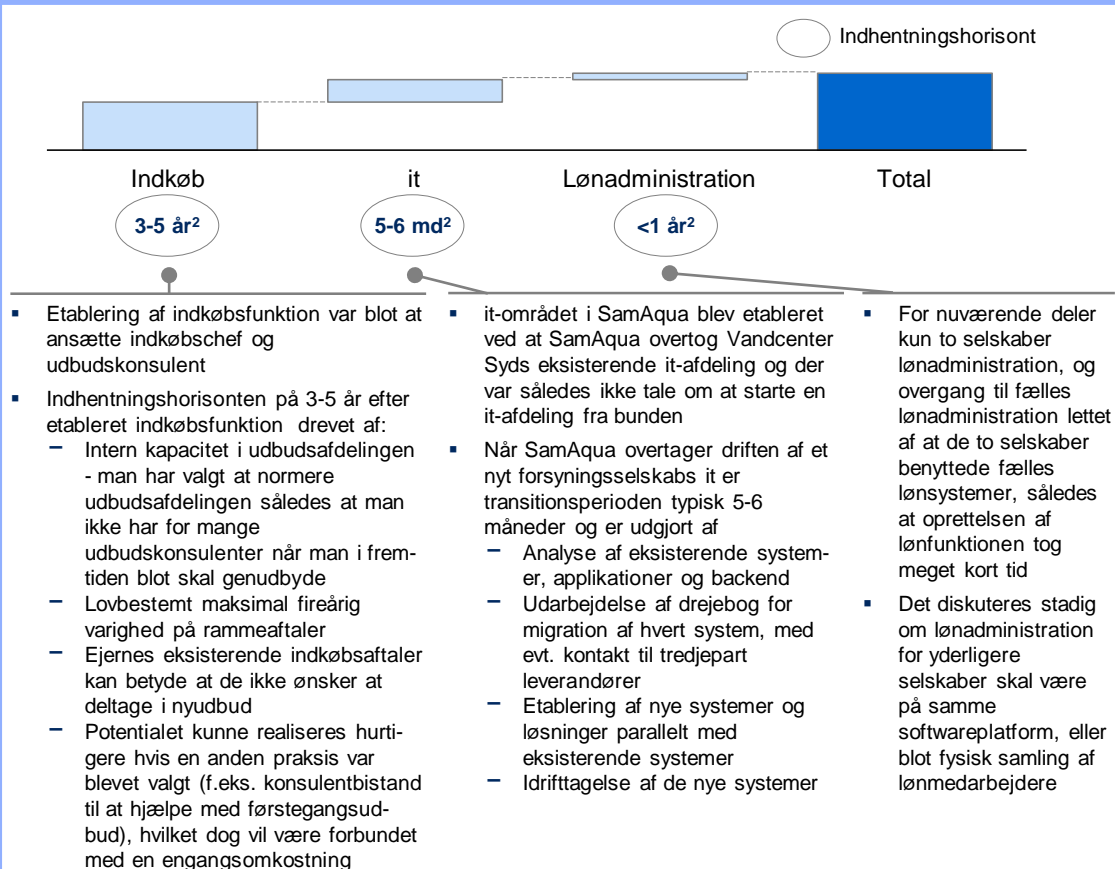 Indhentningshorisont
Indkøb
it
Lønadministration
Total
3-5 år²
5-6 md²
<1 år²
▪ Etablering af indkøbsfunktion var blot at
ansætte indkøbschef og
udbudskonsulent
▪ Indhentningshorisonten på 3-5 år efter
etableret indkøbsfunktion drevet af:
– Intern kapacitet i udbudsafdelingen
- man har valgt at normere
udbudsafdelingen således at man
ikke har for mange
udbudskonsulenter når man i frem-
tiden blot skal genudbyde
– Lovbestemt maksimal fireårig
varighed på rammeaftaler
– Ejernes eksisterende indkøbsaftaler
kan betyde at de ikke ønsker at
deltage i nyudbud
– Potentialet kunne realiseres hurti-
gere hvis en anden praksis var
blevet valgt (f.eks. konsulentbistand
til at hjælpe med førstegangsud-
bud), hvilket dog vil være forbundet
med en engangsomkostning
▪ it-området i SamAqua blev etableret
ved at SamAqua overtog Vandcenter
Syds eksisterende it-afdeling og der
var således ikke tale om at starte en
it-afdeling fra bunden
▪ Når SamAqua overtager driften af et
nyt forsyningsselskabs it er
transitionsperioden typisk 5-6
måneder og er udgjort af
– Analyse af eksisterende system-
er, applikationer og backend
– Udarbejdelse af drejebog for
migration af hvert system, med
evt. kontakt til tredjepart
leverandører
– Etablering af nye systemer og
løsninger parallelt med
eksisterende systemer
– Idrifttagelse af de nye systemer
▪ For nuværende deler
kun to selskaber
lønadministration, og
overgang til fælles
lønadministration lettet
af at de to selskaber
benyttede fælles
lønsystemer, således
at oprettelsen af
lønfunktionen tog
meget kort tid
▪ Det diskuteres stadig
om lønadministration
for yderligere
selskaber skal være
på samme
softwareplatform, eller
blot fysisk samling af
lønmedarbejdere